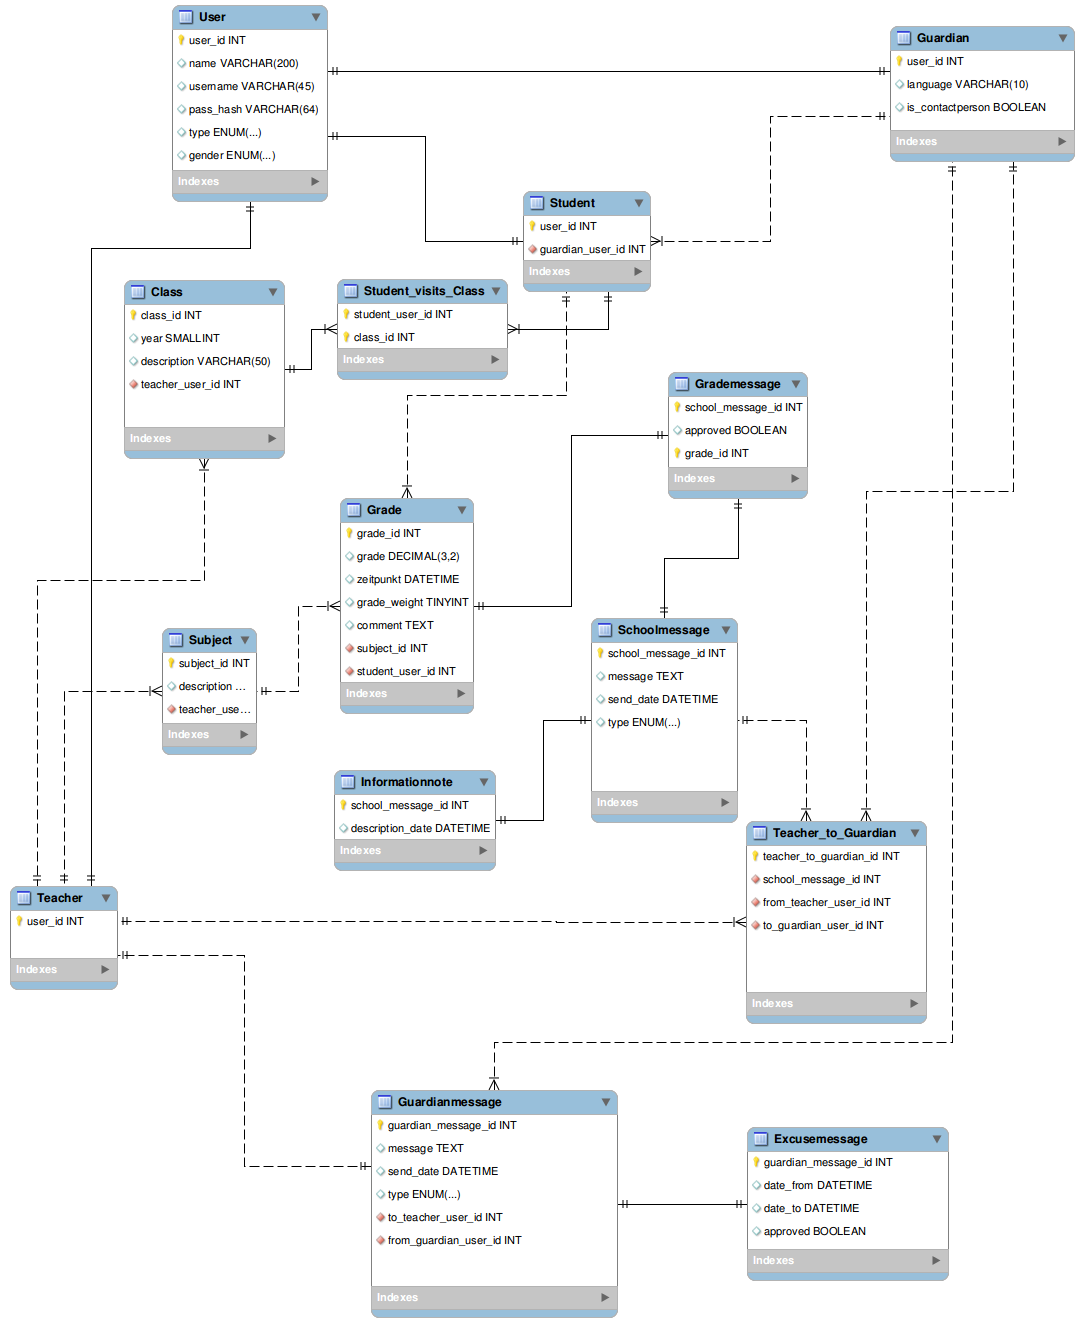 User
user_id INT
name VARCHAR(200)
username VARCHAR(45)
pass_hash VARCHAR(64)
type ENUM(...)
gender ENUM(...)
Indexes
Guardian
user_id INT
language VARCHAR(10)
is_contactperson BOOLEAN
Indexes
Student
user_id INT
guardian_user_id INT
Indexes
Class
class_id INT
year SMALLINT
description VARCHAR(50)
teacher_user_id INT
Indexes
Student_visits_Class
student_user_id INT
class_id INT
Indexes
Grademessage
school_message_id INT
approved BOOLEAN
grade_id INT
Indexes
Grade
grade_id INT
grade DECIMAL(3,2)
zeitpunkt DATETIME
grade_weight TINYINT
comment TEXT
subject_id INT
student_user_id INT
Indexes
Subject
subject_id INT
description ...
teacher_use...
Indexes
Schoolmessage
school_message_id INT
message TEXT
send_date DATETIME
type ENUM(...)
Indexes
Informationnote
school_message_id INT
description_date DATETIME
Indexes
Teacher_to_Guardian
teacher_to_guardian_id INT
school_message_id INT
from_teacher_user_id INT
to_guardian_user_id INT
Indexes
Teacher
user_id INT
Indexes
Guardianmessage
guardian_message_id INT
message TEXT
send_date DATETIME
type ENUM(...)
to_teacher_user_id INT
from_guardian_user_id INT
Indexes
Excusemessage
guardian_message_id INT
date_from DATETIME
date_to DATETIME
approved BOOLEAN
Indexes